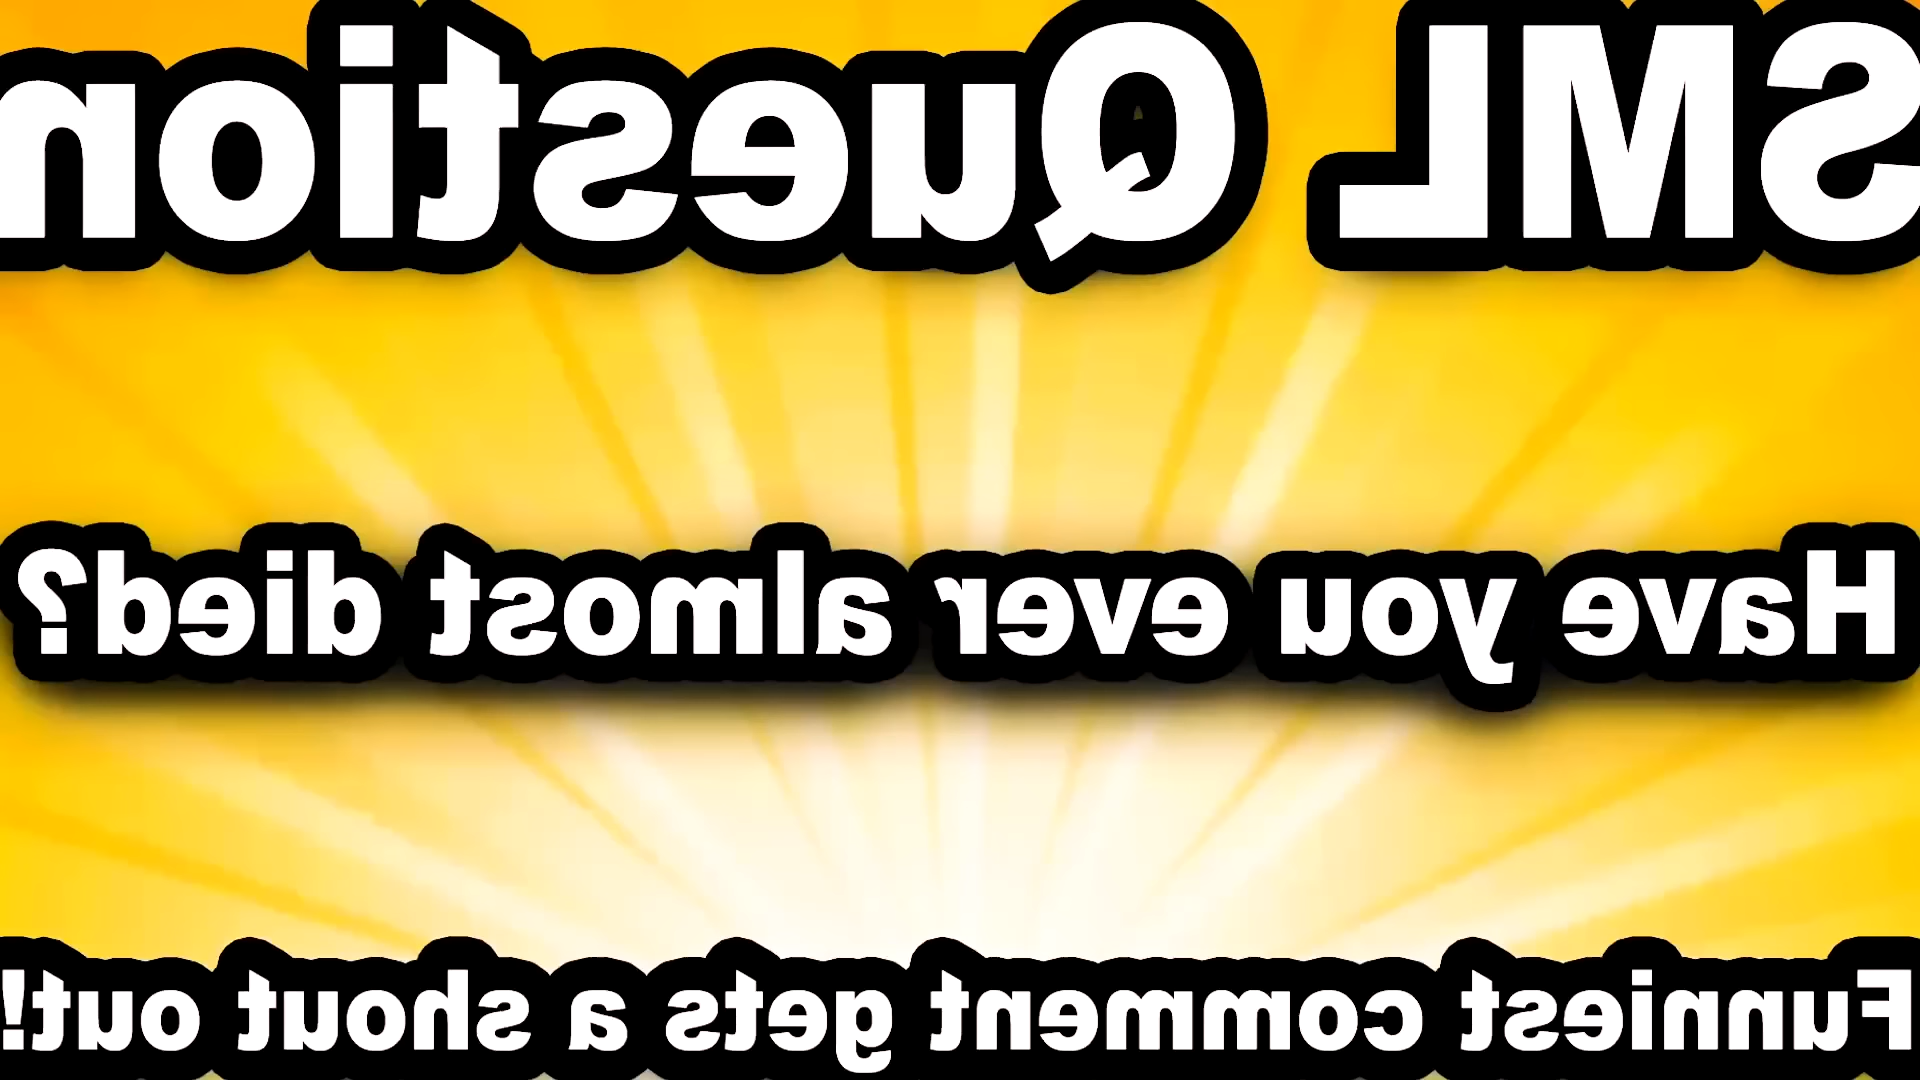 SML Question
Have you ever almost died?
Funniest comment gets a shout out!